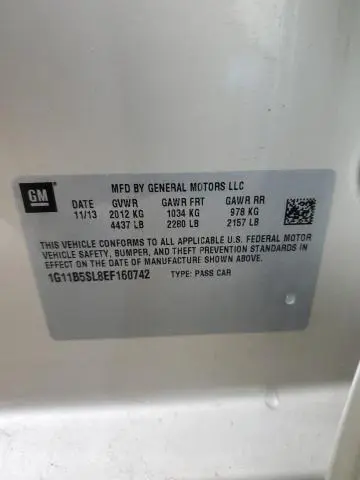 GM
MFD BY GENERAL MOTORS LLC
DATE GVWR GAWR FRT GAWR RR
11/13 2012 KG 1034 KG 978 KG
4437 LB 2280 LB 2157 LB
THIS VEHICLE CONFORMS TO ALL APPLICABLE U.S. FEDERAL MOTOR
VEHICLE SAFETY, BUMPER, AND THEFT PREVENTION STANDARDS IN
EFFECT ON THE DATE OF MANUFACTURE SHOWN ABOVE.
1G11B5SL8EF160742 TYPE: PASS CAR